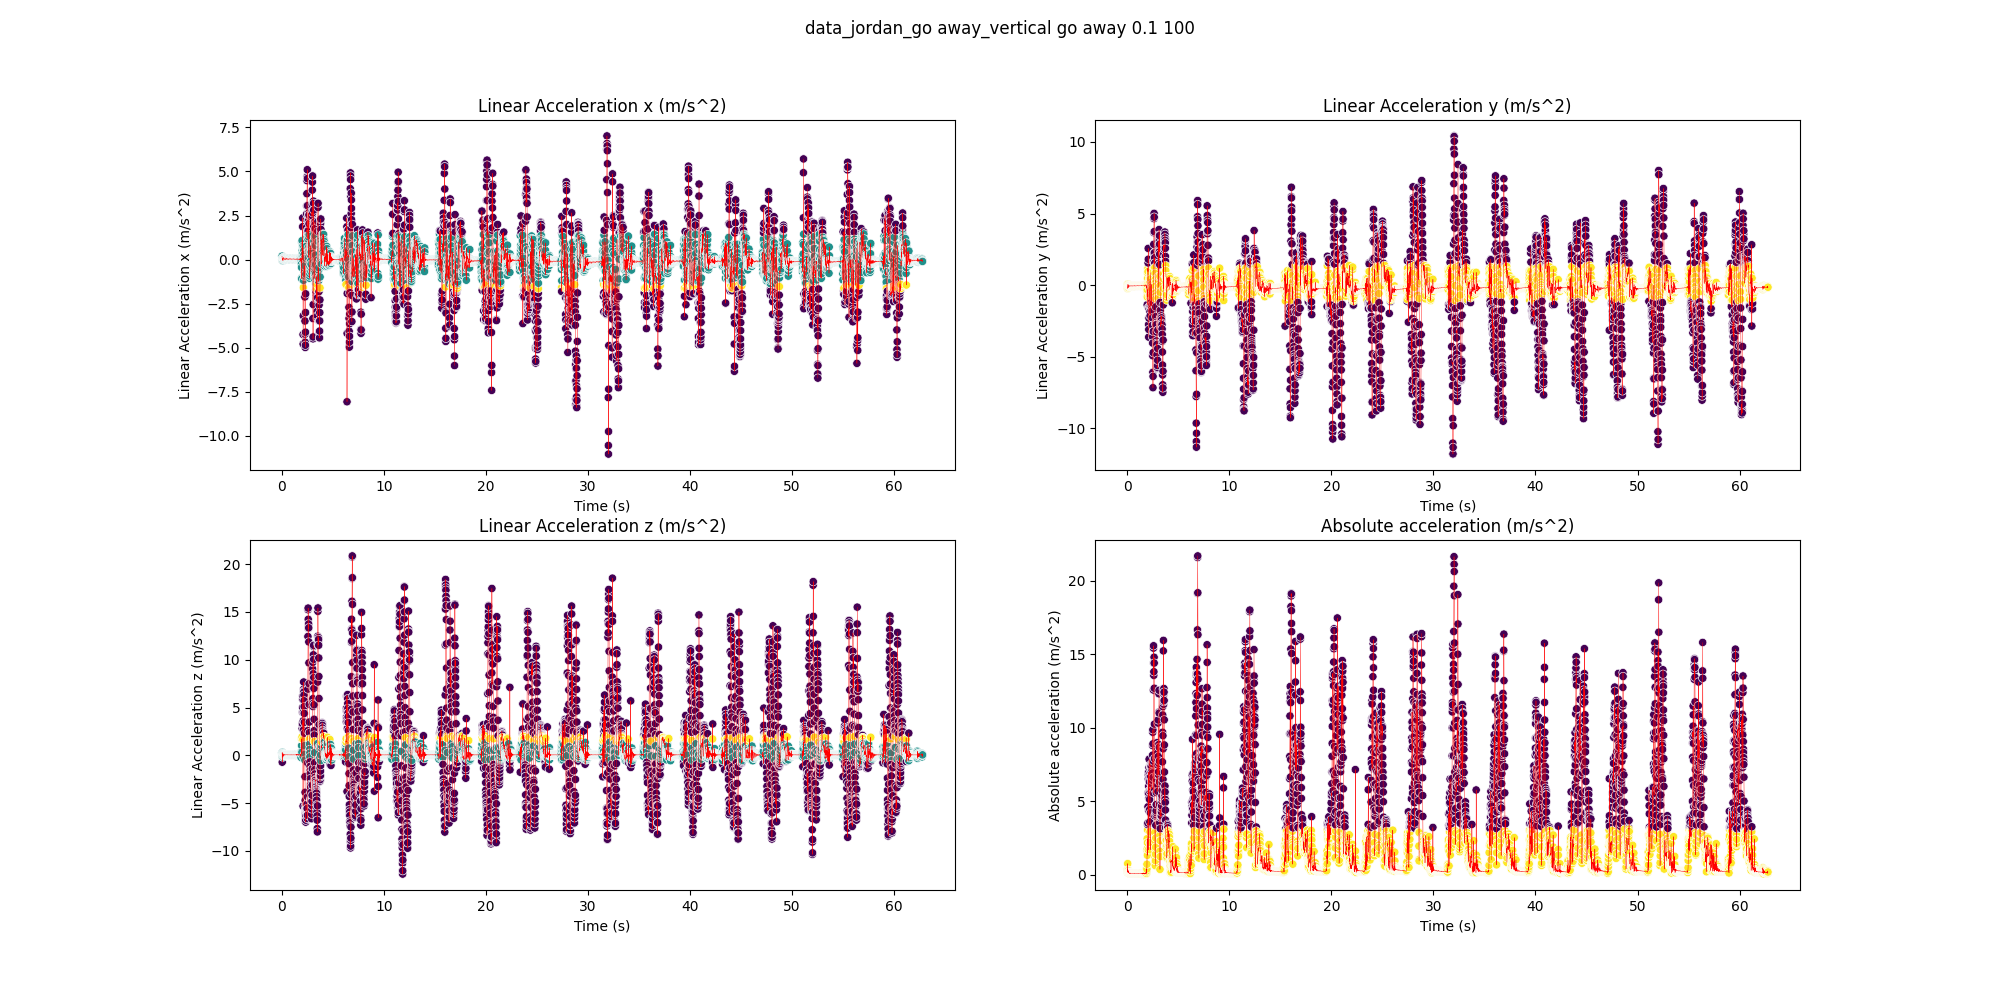 data_jordan_go away_vertical go away 0.1 100
Linear Acceleration x (m/s^2)
Linear Acceleration x (m/s^2)
7.5
5.0
2.5
0.0
−2.5
−5.0
−7.5
−10.0
0 10 20 30 40 50 60
Time (s)
Linear Acceleration y (m/s^2)
Linear Acceleration y (m/s^2)
10
5
0
−5
−10
0 10 20 30 40 50 60
Time (s)
Linear Acceleration z (m/s^2)
Linear Acceleration z (m/s^2)
20
15
10
5
0
−5
−10
0 10 20 30 40 50 60
Time (s)
Absolute acceleration (m/s^2)
Absolute acceleration (m/s^2)
20
15
10
5
0
0 10 20 30 40 50 60
Time (s)